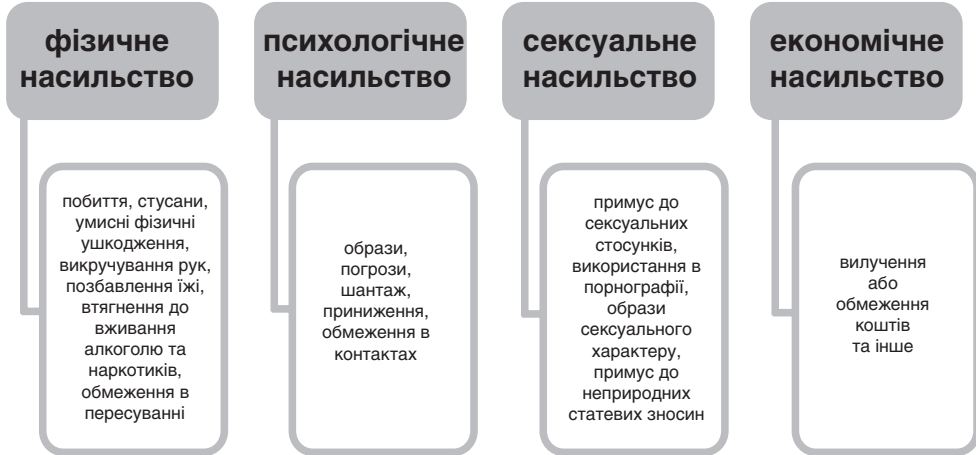 фізичне
насильство
побиття, стусани,
умисні фізичні
ушкодження,
викручування рук,
позбавлення їжі,
втягнення до
вживання
алкоголю та
наркотиків,
обмеження в
пересуванні
психологічне
насильство
образи,
погрози,
шантаж,
приниження,
обмеження в
контактах
сексуальне
насильство
примус до
сексуальних
стосунків,
використання в
порнографії,
образи
сексуального
характеру,
примус до
неприродних
статевих зносин
економічне
насильство
вилучення
або
обмеження
коштів
та інше